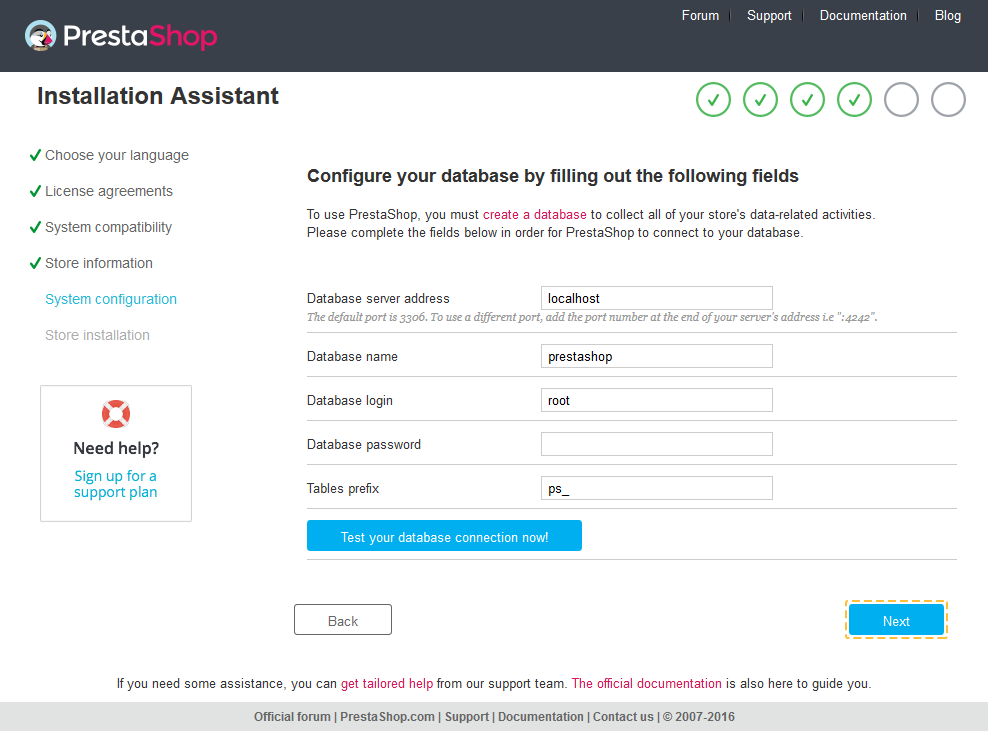 Forum
Support
Documentation
Blog
PrestaShop
Installation Assistant
Choose your language
License agreements
System compatibility
Store information
System configuration
Store installation
Need help?
Sign up for a
support plan
Configure your database by filling out the following fields
To use PrestaShop, you must create a database to collect all of your store's data-related activities.
Please complete the fields below in order for PrestaShop to connect to your database.
Database server address
localhost
The default port is 3306. To use a different port, add the port number at the end of your server's address i.e ":4242".
Database name
prestashop
Database login
root
Database password
Tables prefix
ps_
Test your database connection now!
Back
Next
If you need some assistance, you can get tailored help from our support team. The official documentation is also here to guide you.
Official forum | PrestaShop.com | Support | Documentation | Contact us | © 2007-2016